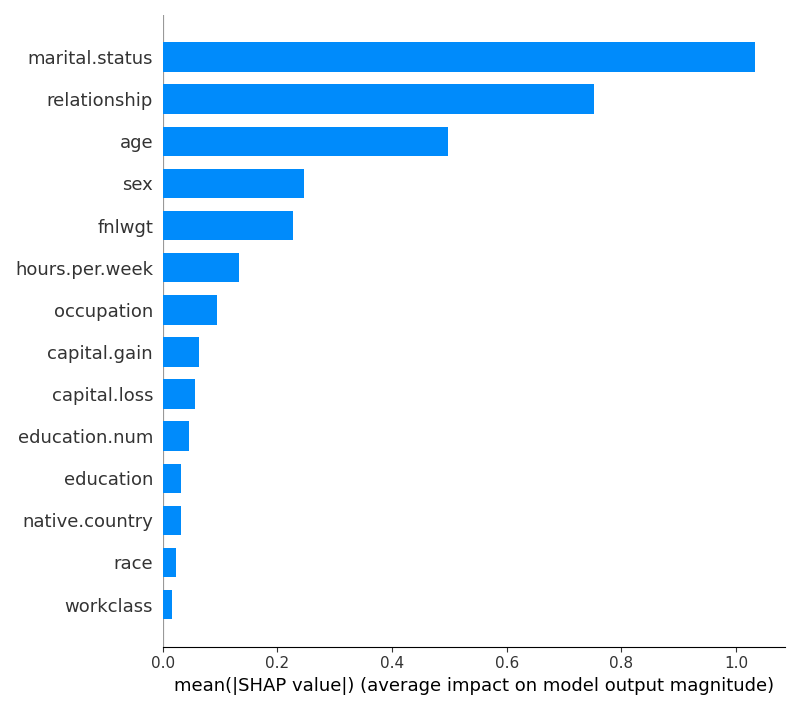 marital.status
relationship
age
sex
fnlwgt
hours.per.week
occupation
capital.gain
capital.loss
education.num
education
native.country
race
workclass
0.0 0.2 0.4 0.6 0.8 1.0
mean(|SHAP value|) (average impact on model output magnitude)